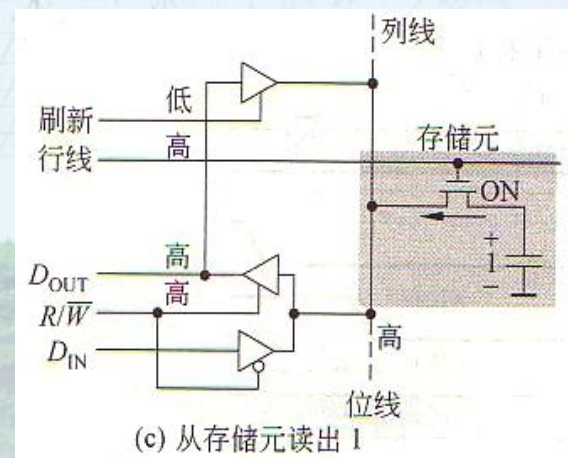 列线
低
刷新
存储元
行线
高
ON
+
1
−
高
D_OUT
高
R/W̅
高
D_IN
位线
(c) 从存储元读出 1